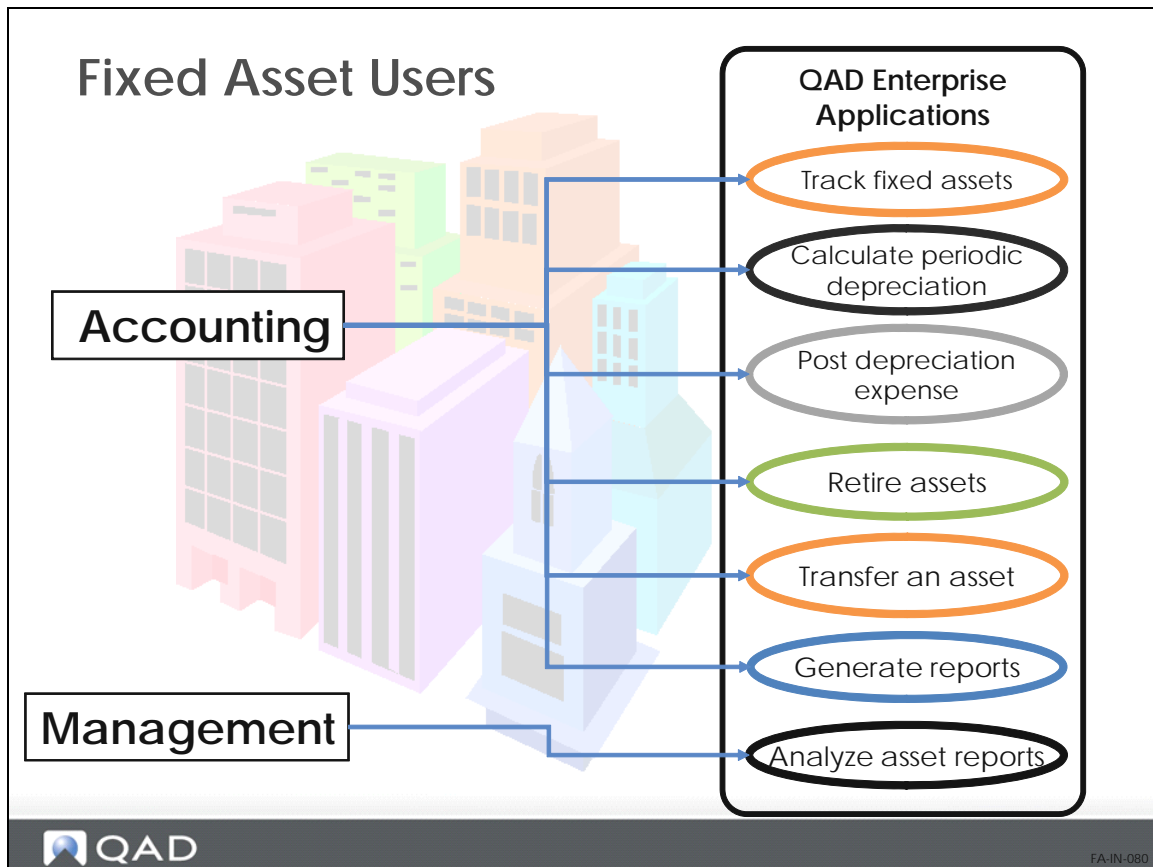 Fixed Asset Users
QAD Enterprise
Applications
Track fixed assets
Calculate periodic
depreciation
Accounting
Post depreciation
expense
Retire assets
Transfer an asset
Generate reports
Management
Analyze asset reports
QAD
FA-IN-080